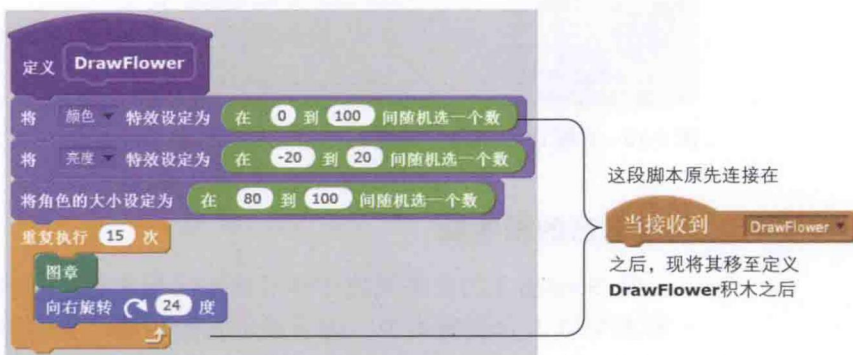 定义 DrawFlower
将 颜色 特效设定为 在 0 到 100 间随机选一个数
将 亮度 特效设定为 在 -20 到 20 间随机选一个数
将角色的大小设定为 在 80 到 100 间随机选一个数
重复执行 15 次
图章
向右旋转 24 度
这段脚本原先连接在
当接收到 DrawFlower
之后，现将其移至定义
DrawFlower积木之后